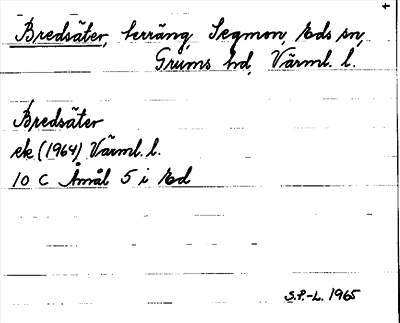 +
Bredsäter, terräng, Segmon, Eds sn,
Grums hd, Värml. l.
Bredsäter
ek (1964) Värml. l.
10 C Åmål 5 i Ed
S.P.-L. 1965